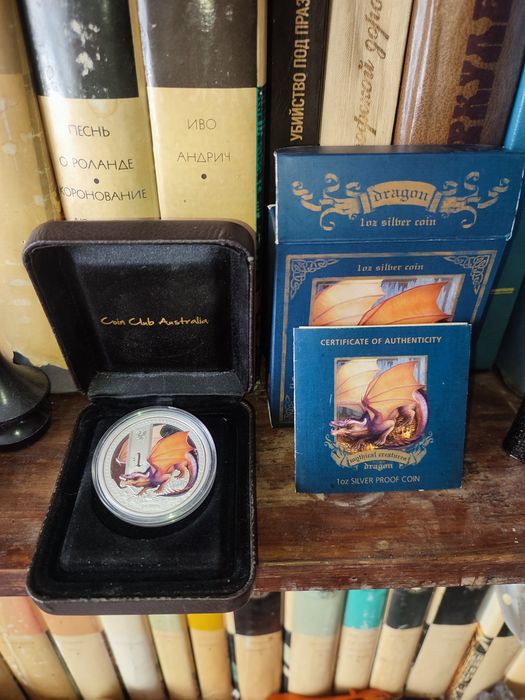 ПЕСНЬ
О РОЛАНДЕ
КОРОНОВАНИЕ
ИВО
АНДРИЧ
УБИЙСТВО ПОД ПРАЗ
dragon
1oz silver coin
1oz silver coin
Coin Club Australia
CERTIFICATE OF AUTHENTICITY
mythical creatures
dragon
1oz SILVER PROOF COIN